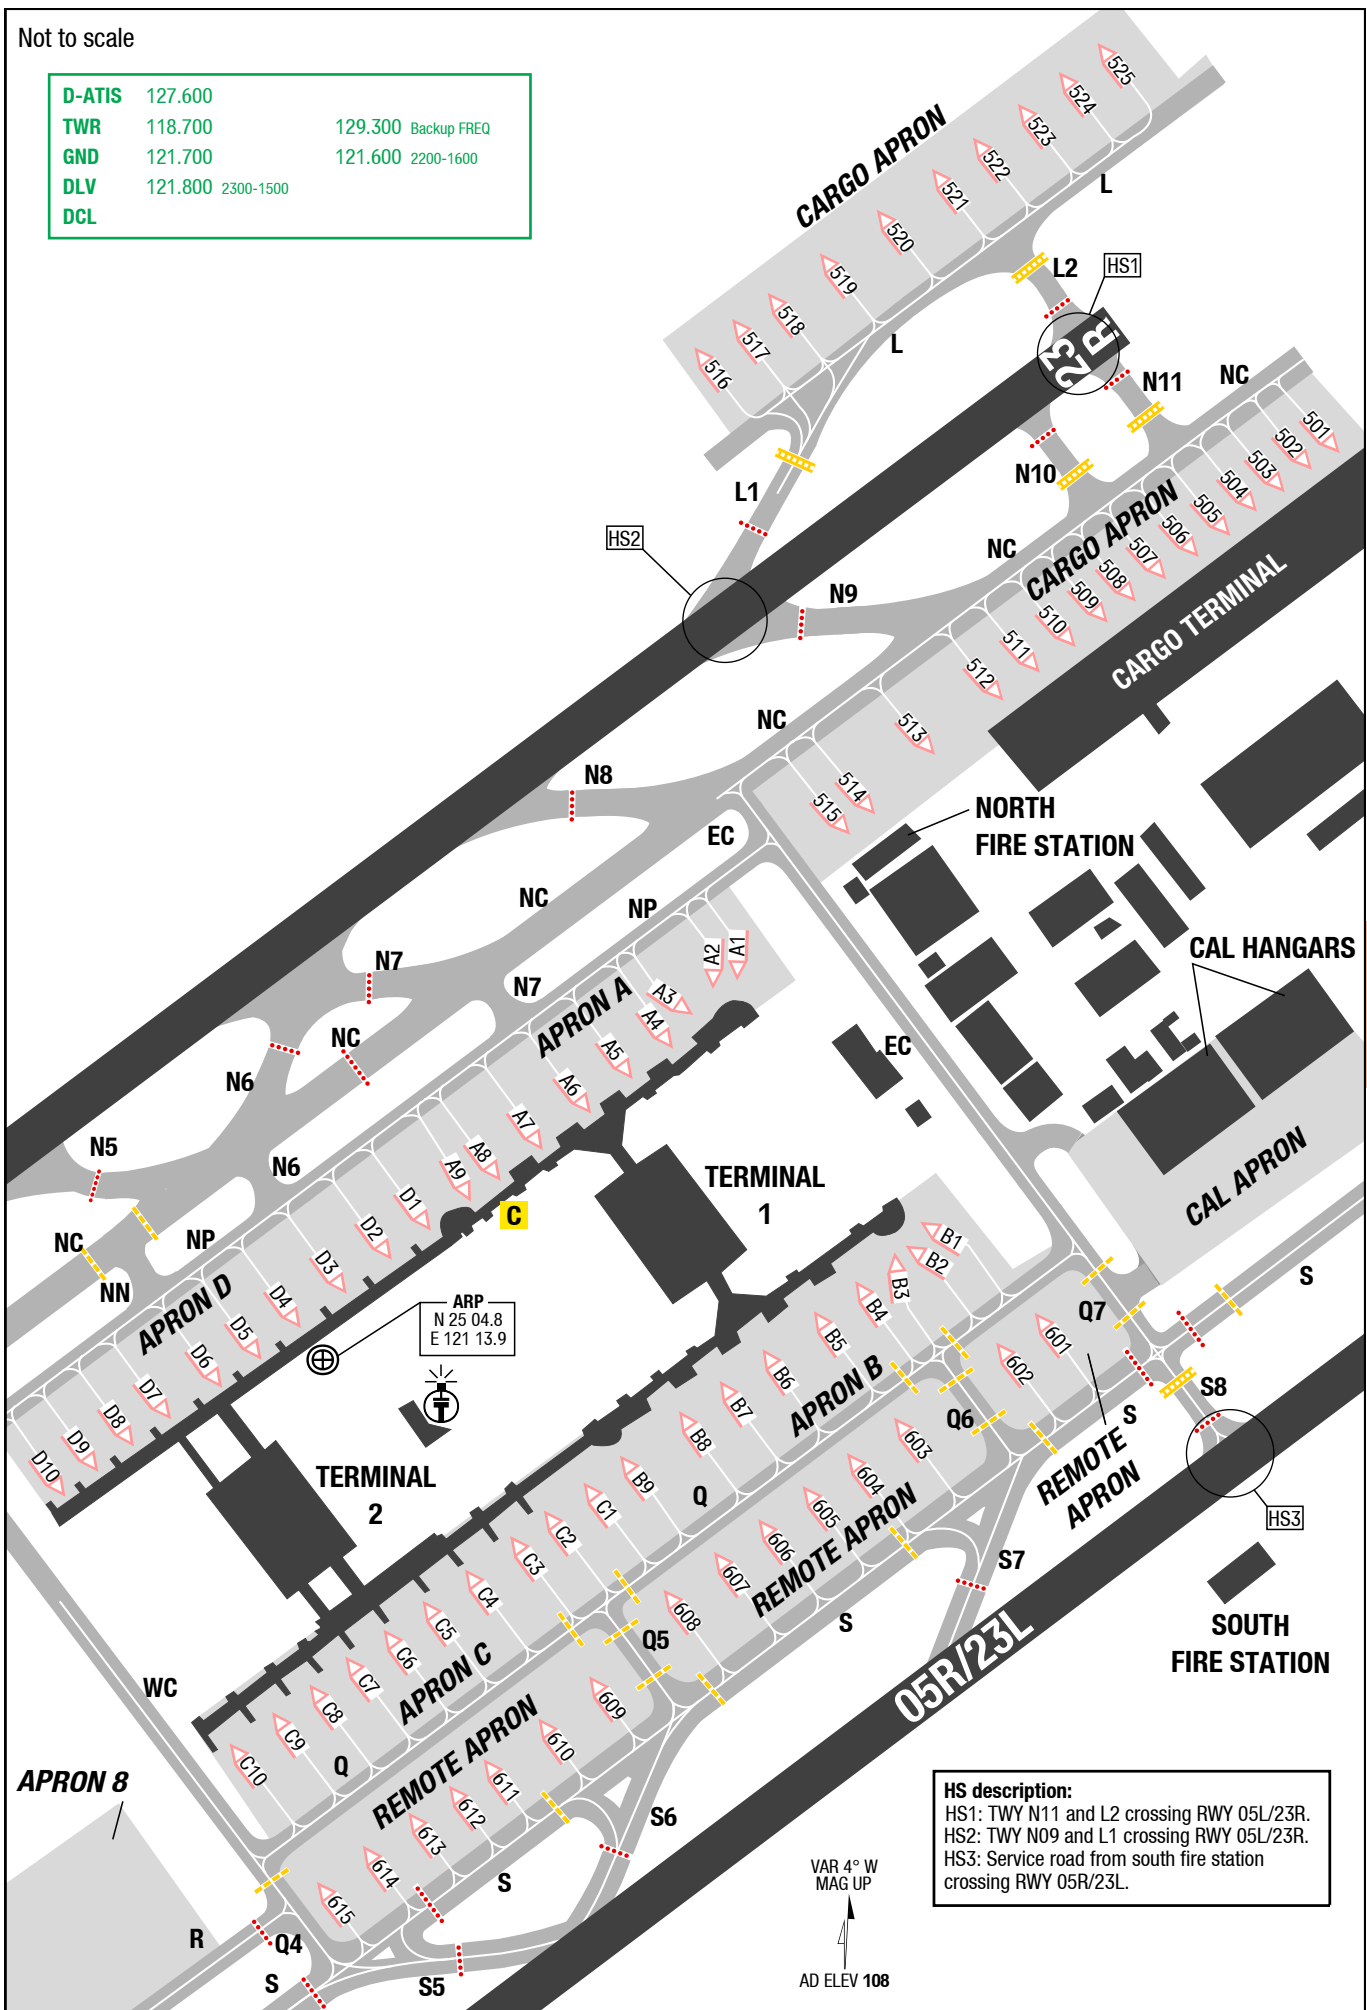 Not to scale
D-ATIS 127.600
TWR 118.700 129.300 Backup FREQ
GND 121.700 121.600 2200-1600
DLV 121.800 2300-1500
DCL
CARGO APRON
525
524
523
522
521
520
519
518
517
516
L
L2
HS1
L
23
R
N11
NC
N10
L1
HS2
501
502
503
504
505
506
507
508
509
510
511
512
513
514
515
NC
CARGO APRON
CARGO TERMINAL
N9
NC
N8
NORTH
FIRE STATION
EC
NC
NP
N7
N7
A1
A2
A3
A4
A5
A6
A7
A8
A9
APRON A
NC
N6
EC
CAL HANGARS
CAL APRON
N5
N6
NC
NP
NN
D1
D2
D3
D4
D5
D6
D7
D8
D9
D10
APRON D
C
TERMINAL
1
ARP
N 25 04.8
E 121 13.9
B1
B2
B3
B4
B5
B6
B7
B8
B9
APRON B
Q7
S
601
602
Q6
S8
S
REMOTE
APRON
HS3
TERMINAL
2
Q
C1
C2
C3
C4
C5
C6
C7
C8
C9
C10
APRON C
603
604
605
606
607
608
REMOTE APRON
S7
S
Q5
05R/23L
SOUTH
FIRE STATION
WC
Q
609
610
611
612
613
614
615
REMOTE APRON
APRON 8
S6
S
R
Q4
S
S5
VAR 4° W
MAG UP
AD ELEV 108
HS description:
HS1: TWY N11 and L2 crossing RWY 05L/23R.
HS2: TWY N09 and L1 crossing RWY 05L/23R.
HS3: Service road from south fire station
crossing RWY 05R/23L.